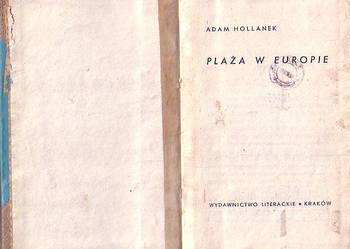 ADAM HOLLANEK
PLAŻA W EUROPIE
WYDAWNICTWO LITERACKIE • KRAKÓW